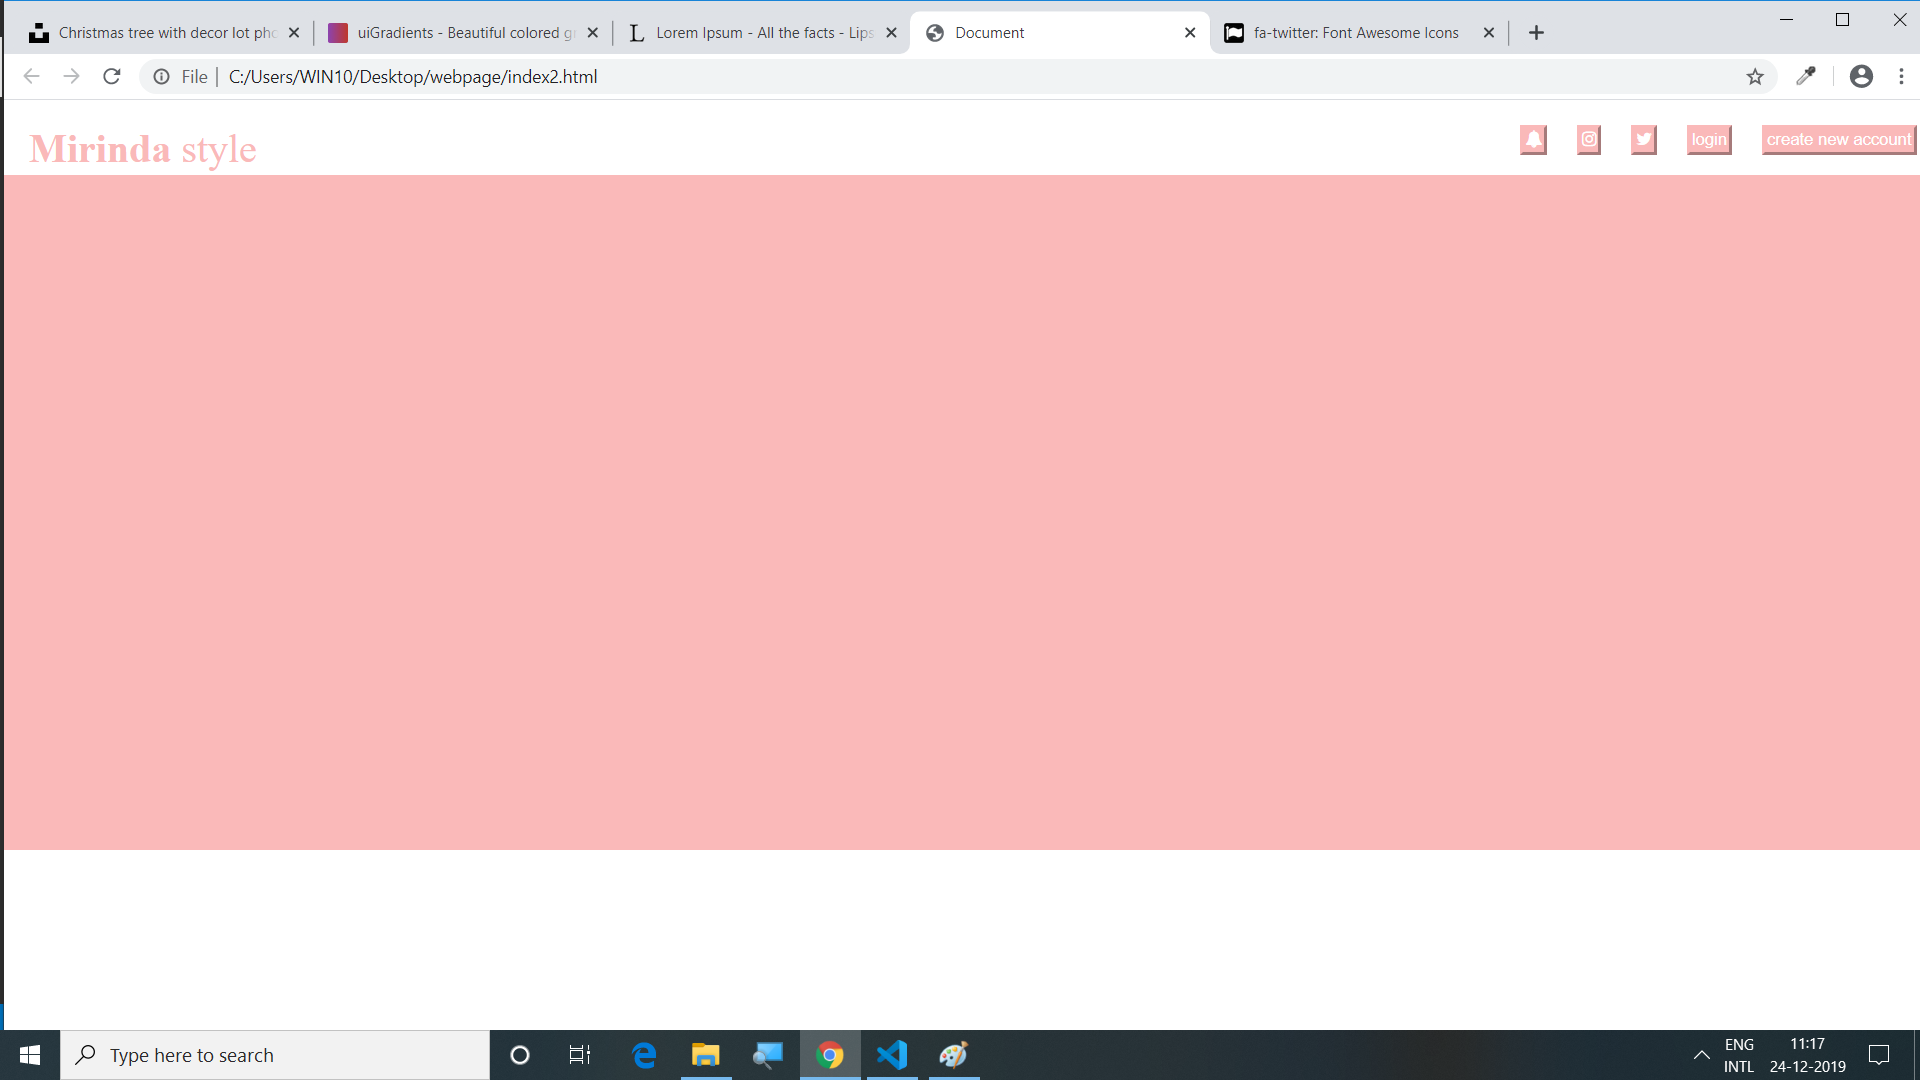 Christmas tree with decor lot pho
uiGradients - Beautiful colored g
Lorem Ipsum - All the facts - Lips
Document
fa-twitter: Font Awesome Icons
File
C:/Users/WIN10/Desktop/webpage/index2.html
Mirinda style
login
create new account
Type here to search
ENG
INTL
11:17
24-12-2019